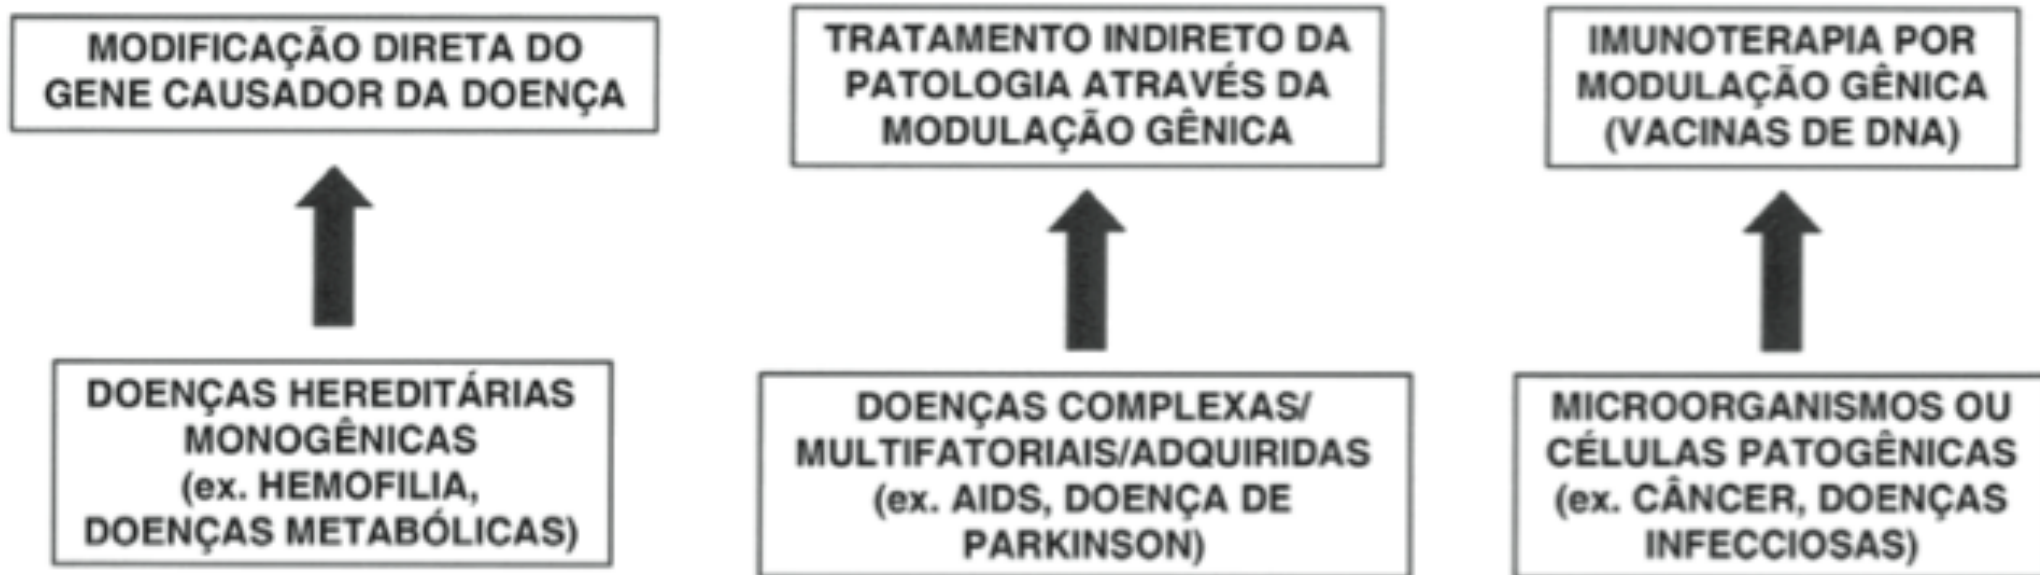 MODIFICAÇÃO DIRETA DO
GENE CAUSADOR DA DOENÇA
TRATAMENTO INDIRETO DA
PATOLOGIA ATRAVÉS DA
MODULAÇÃO GÊNICA
IMUNOTERAPIA POR
MODULAÇÃO GÊNICA
(VACINAS DE DNA)
DOENÇAS HEREDITÁRIAS
MONOGÊNICAS
(ex. HEMOFILIA,
DOENÇAS METABÓLICAS)
DOENÇAS COMPLEXAS/
MULTIFATORIAIS/ADQUIRIDAS
(ex. AIDS, DOENÇA DE
PARKINSON)
MICROORGANISMOS OU
CÉLULAS PATOGÊNICAS
(ex. CÂNCER, DOENÇAS
INFECCIOSAS)